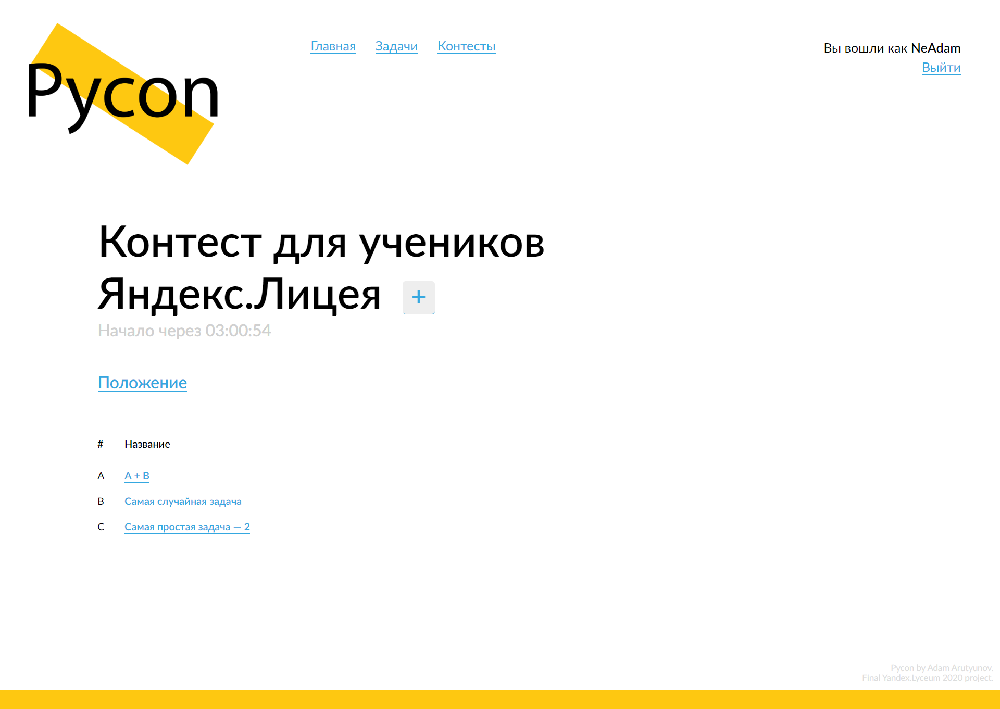 Pycon
Главная Задачи Контесты
Вы вошли как NeAdam
Выйти
Контест для учеников
Яндекс.Лицея +
Начало через 03:00:54
Положение
# Название
A A + B
B Самая случайная задача
C Самая простая задача — 2
Pycon by Adam Arutyunov.
Final Yandex.Lyceum 2020 project.